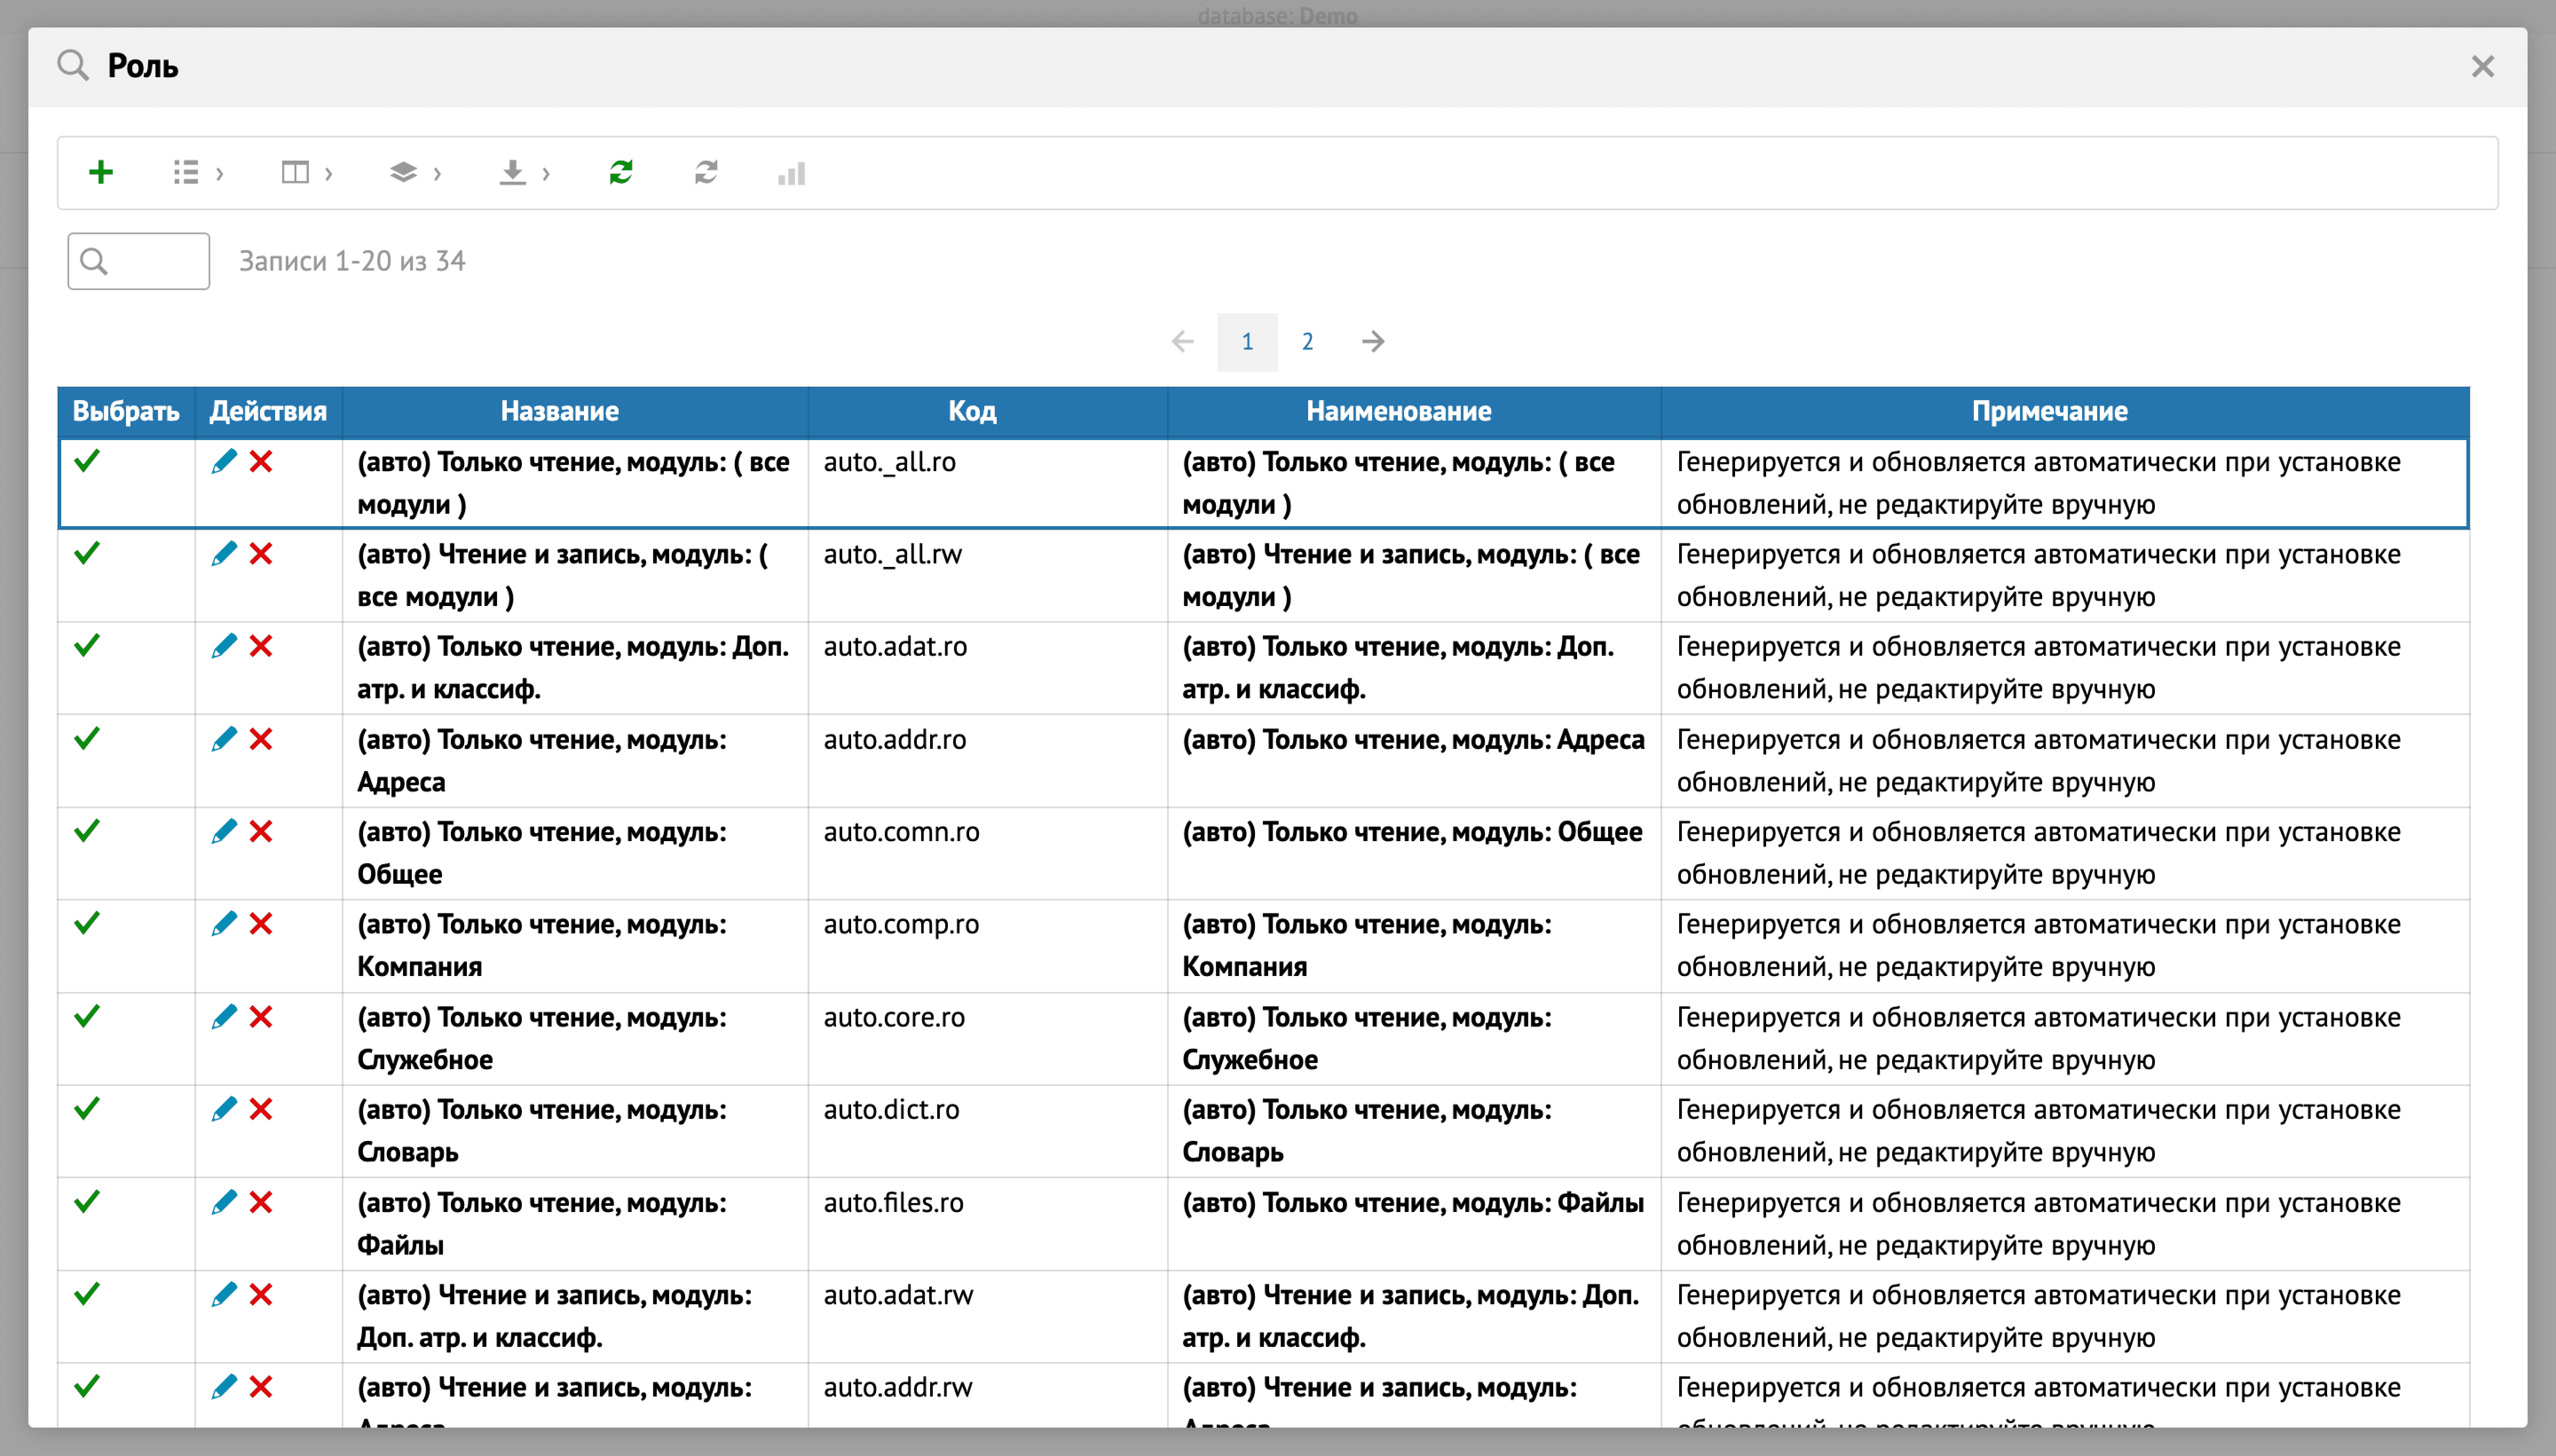 database: Demo
Роль
Записи 1-20 из 34
1 2
Выбрать Действия Название Код Наименование Примечание
(авто) Только чтение, модуль: ( все auto._all.ro (авто) Только чтение, модуль: ( все Генерируется и обновляется автоматически при установке
модули ) модули ) обновлений, не редактируйте вручную
(авто) Чтение и запись, модуль: ( auto._all.rw (авто) Чтение и запись, модуль: ( все Генерируется и обновляется автоматически при установке
все модули ) модули ) обновлений, не редактируйте вручную
(авто) Только чтение, модуль: Доп. auto.adat.ro (авто) Только чтение, модуль: Доп. Генерируется и обновляется автоматически при установке
атр. и классиф. атр. и классиф. обновлений, не редактируйте вручную
(авто) Только чтение, модуль: auto.addr.ro (авто) Только чтение, модуль: Адреса Генерируется и обновляется автоматически при установке
Адреса обновлений, не редактируйте вручную
(авто) Только чтение, модуль: auto.comn.ro (авто) Только чтение, модуль: Общее Генерируется и обновляется автоматически при установке
Общее обновлений, не редактируйте вручную
(авто) Только чтение, модуль: auto.comp.ro (авто) Только чтение, модуль: Генерируется и обновляется автоматически при установке
Компания Компания обновлений, не редактируйте вручную
(авто) Только чтение, модуль: auto.core.ro (авто) Только чтение, модуль: Генерируется и обновляется автоматически при установке
Служебное Служебное обновлений, не редактируйте вручную
(авто) Только чтение, модуль: auto.dict.ro (авто) Только чтение, модуль: Генерируется и обновляется автоматически при установке
Словарь Словарь обновлений, не редактируйте вручную
(авто) Только чтение, модуль: auto.files.ro (авто) Только чтение, модуль: Файлы Генерируется и обновляется автоматически при установке
Файлы обновлений, не редактируйте вручную
(авто) Чтение и запись, модуль: auto.adat.rw (авто) Чтение и запись, модуль: Доп. Генерируется и обновляется автоматически при установке
Доп. атр. и классиф. атр. и классиф. обновлений, не редактируйте вручную
(авто) Чтение и запись, модуль: auto.addr.rw (авто) Чтение и запись, модуль: Генерируется и обновляется автоматически при установке